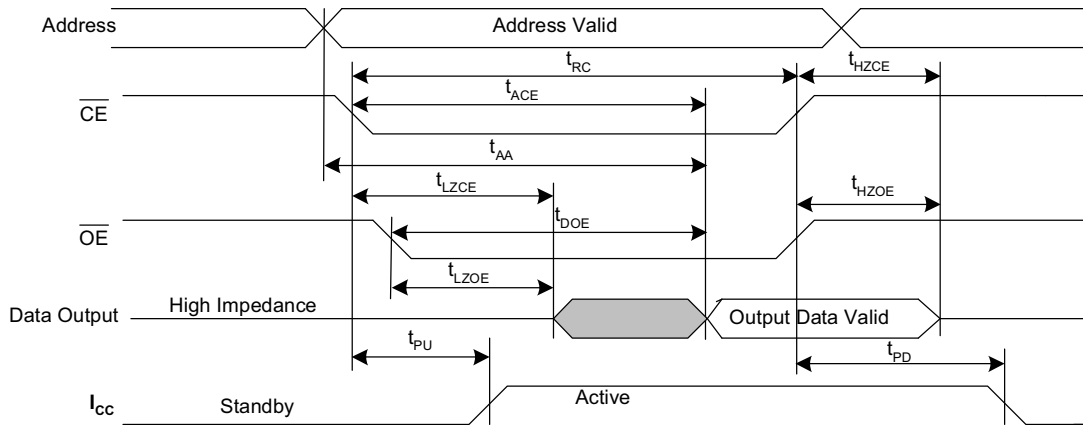 Address
Address Valid
tRC
tHZCE
tACE
CE
tAA
tLZCE
tHZOE
OE
tDOE
tLZOE
Data Output
High Impedance
Output Data Valid
tPU
tPD
ICC
Standby
Active